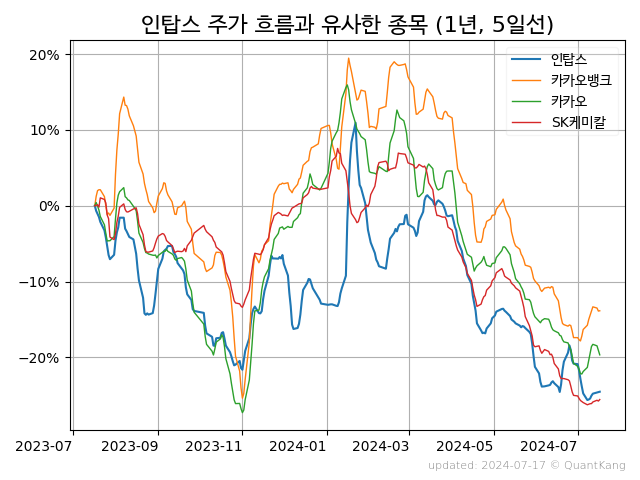 인탑스 주가 흐름과 유사한 종목 (1년, 5일선)
인탑스
카카오뱅크
카카오
SK케미칼
20%
10%
0%
−10%
−20%
2023-07 2023-09 2023-11 2024-01 2024-03 2024-05 2024-07
updated: 2024-07-17 © QuantKang